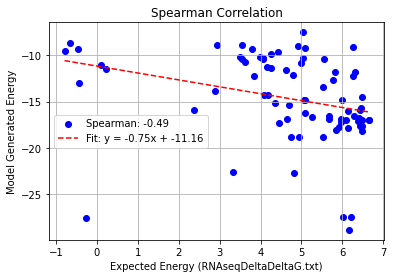 Spearman Correlation
Model Generated Energy
−10
−15
−20
−25
Spearman: -0.49
Fit: y = -0.75x + -11.16
−1 0 1 2 3 4 5 6 7
Expected Energy (RNAseqDeltaDeltaG.txt)